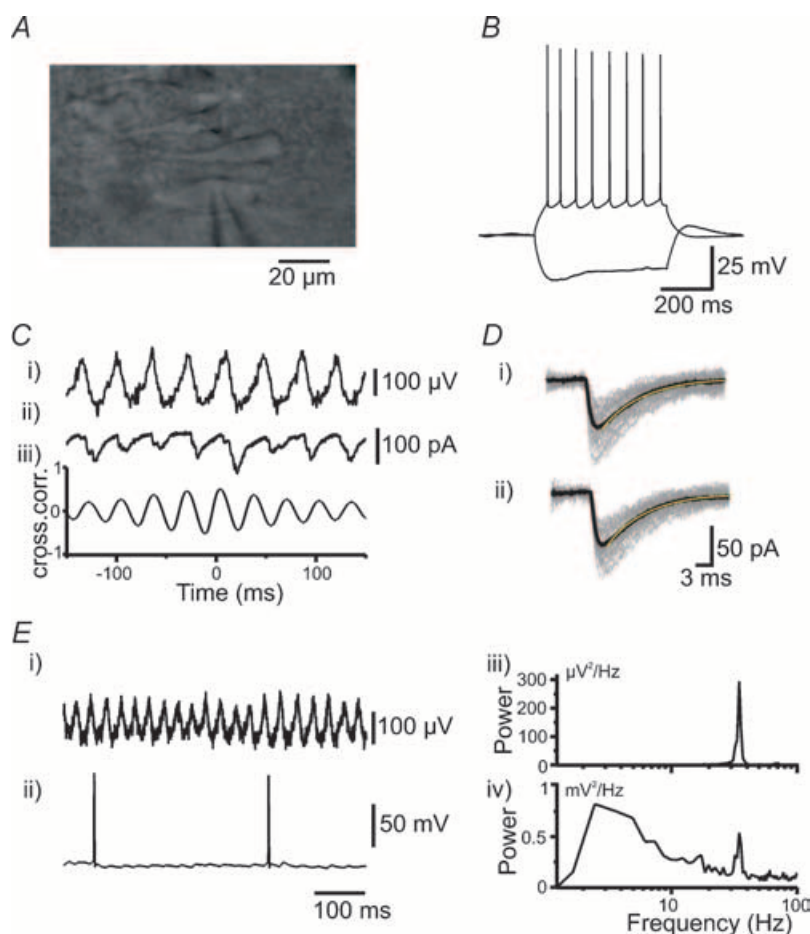 A
20 µm
B
25 mV
200 ms
C
i)
100 µV
ii)
100 pA
iii)
1
0
-1
cross.corr.
-100
0
100
Time (ms)
D
i)
ii)
50 pA
3 ms
E
i)
100 µV
ii)
50 mV
100 ms
iii)
µV²/Hz
300
200
100
0
Power
iv)
mV²/Hz
1
0.5
0
Power
10
100
Frequency (Hz)